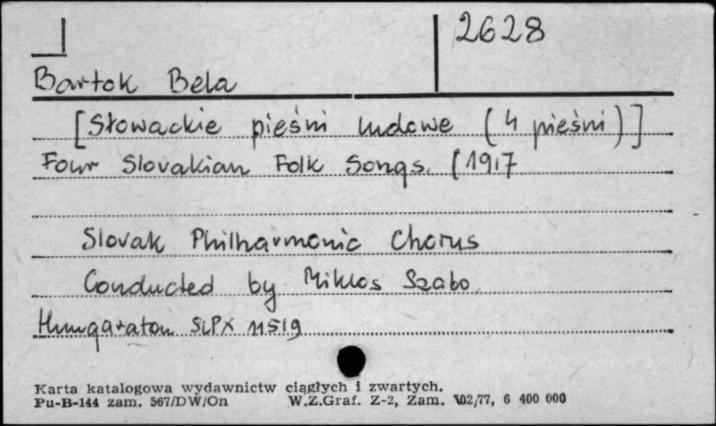 2628
Bartok Bela
[Słowackie pieśni ludowe (4 pieśni)]
Four Slovakian Folk Songs. [1917
Slovak Philharmonic Chorus
Conducted by Miklos Szabo
Hungaraton SLPX 11519
Karta katalogowa wydawnictw ciągłych i zwartych.
Pu-B-144 zam. 567/DW/On W.Z.Graf. Z-2, Zam. 102/77, 6 400 000